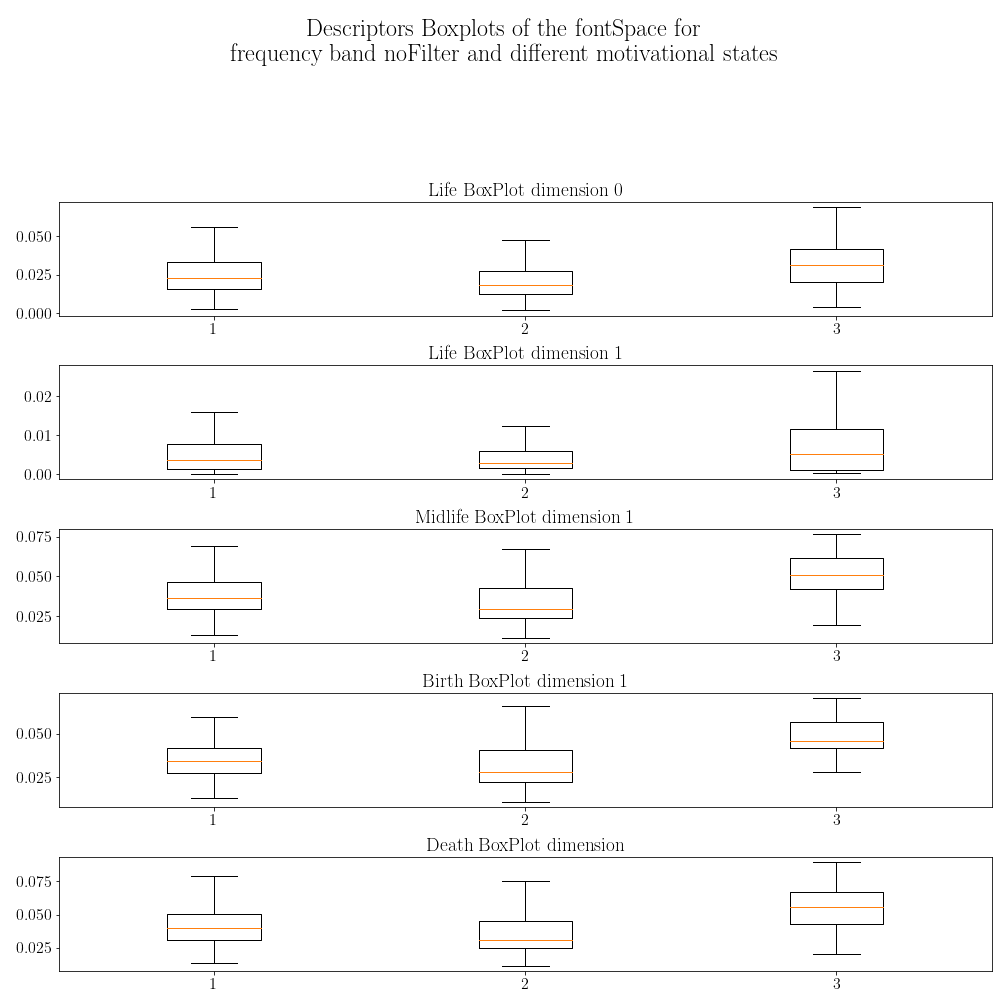 Descriptors Boxplots of the fontSpace for
frequency band noFilter and different motivational states
Life BoxPlot dimension 0
0.050
0.025
0.000
1 2 3
Life BoxPlot dimension 1
0.02
0.01
0.00
1 2 3
Midlife BoxPlot dimension 1
0.075
0.050
0.025
1 2 3
Birth BoxPlot dimension 1
0.050
0.025
1 2 3
Death BoxPlot dimension
0.075
0.050
0.025
1 2 3